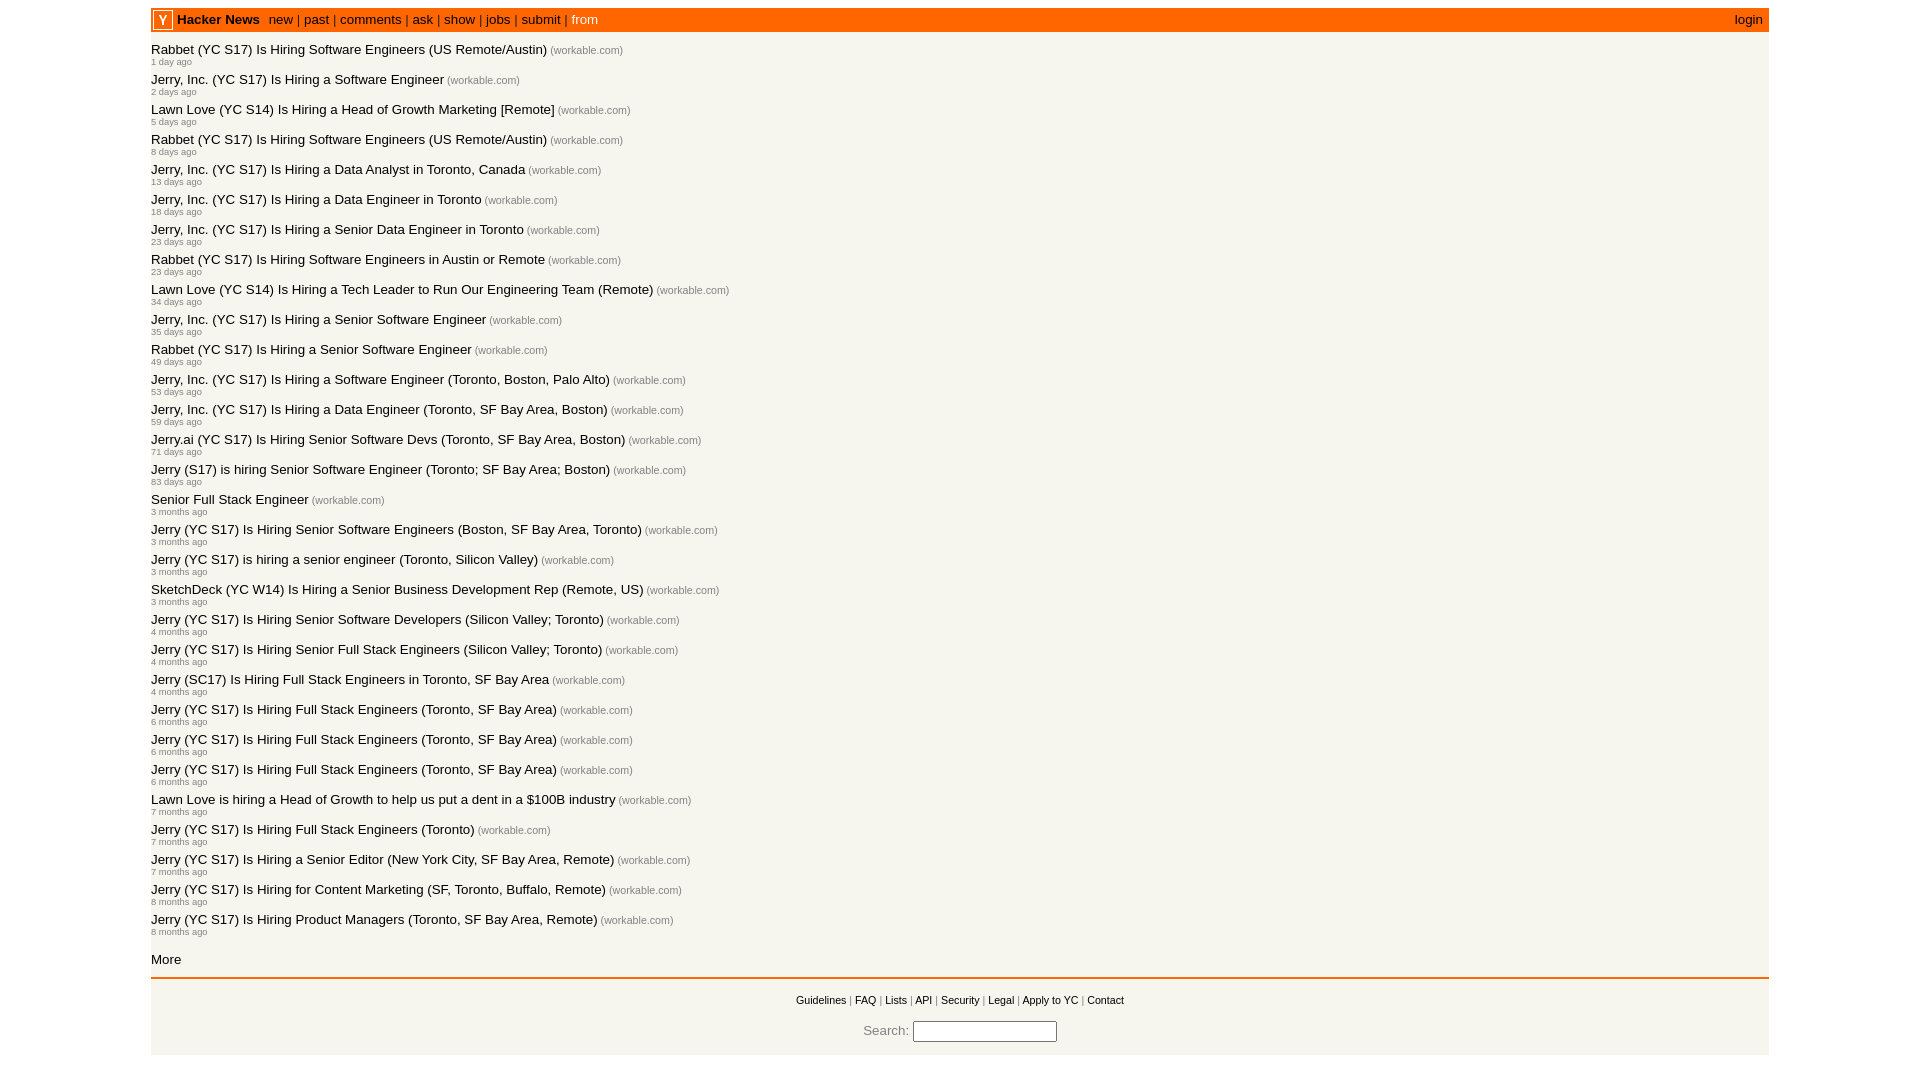 Y Hacker News new | past | comments | ask | show | jobs | submit | from login
Rabbet (YC S17) Is Hiring Software Engineers (US Remote/Austin) (workable.com)
1 day ago
Jerry, Inc. (YC S17) Is Hiring a Software Engineer (workable.com)
2 days ago
Lawn Love (YC S14) Is Hiring a Head of Growth Marketing [Remote] (workable.com)
5 days ago
Rabbet (YC S17) Is Hiring Software Engineers (US Remote/Austin) (workable.com)
8 days ago
Jerry, Inc. (YC S17) Is Hiring a Data Analyst in Toronto, Canada (workable.com)
13 days ago
Jerry, Inc. (YC S17) Is Hiring a Data Engineer in Toronto (workable.com)
18 days ago
Jerry, Inc. (YC S17) Is Hiring a Senior Data Engineer in Toronto (workable.com)
23 days ago
Rabbet (YC S17) Is Hiring Software Engineers in Austin or Remote (workable.com)
23 days ago
Lawn Love (YC S14) Is Hiring a Tech Leader to Run Our Engineering Team (Remote) (workable.com)
34 days ago
Jerry, Inc. (YC S17) Is Hiring a Senior Software Engineer (workable.com)
35 days ago
Rabbet (YC S17) Is Hiring a Senior Software Engineer (workable.com)
49 days ago
Jerry, Inc. (YC S17) Is Hiring a Software Engineer (Toronto, Boston, Palo Alto) (workable.com)
53 days ago
Jerry, Inc. (YC S17) Is Hiring a Data Engineer (Toronto, SF Bay Area, Boston) (workable.com)
59 days ago
Jerry.ai (YC S17) Is Hiring Senior Software Devs (Toronto, SF Bay Area, Boston) (workable.com)
71 days ago
Jerry (S17) is hiring Senior Software Engineer (Toronto; SF Bay Area; Boston) (workable.com)
83 days ago
Senior Full Stack Engineer (workable.com)
3 months ago
Jerry (YC S17) Is Hiring Senior Software Engineers (Boston, SF Bay Area, Toronto) (workable.com)
3 months ago
Jerry (YC S17) is hiring a senior engineer (Toronto, Silicon Valley) (workable.com)
3 months ago
SketchDeck (YC W14) Is Hiring a Senior Business Development Rep (Remote, US) (workable.com)
3 months ago
Jerry (YC S17) Is Hiring Senior Software Developers (Silicon Valley; Toronto) (workable.com)
4 months ago
Jerry (YC S17) Is Hiring Senior Full Stack Engineers (Silicon Valley; Toronto) (workable.com)
4 months ago
Jerry (SC17) Is Hiring Full Stack Engineers in Toronto, SF Bay Area (workable.com)
4 months ago
Jerry (YC S17) Is Hiring Full Stack Engineers (Toronto, SF Bay Area) (workable.com)
6 months ago
Jerry (YC S17) Is Hiring Full Stack Engineers (Toronto, SF Bay Area) (workable.com)
6 months ago
Jerry (YC S17) Is Hiring Full Stack Engineers (Toronto, SF Bay Area) (workable.com)
6 months ago
Lawn Love is hiring a Head of Growth to help us put a dent in a $100B industry (workable.com)
7 months ago
Jerry (YC S17) Is Hiring Full Stack Engineers (Toronto) (workable.com)
7 months ago
Jerry (YC S17) Is Hiring a Senior Editor (New York City, SF Bay Area, Remote) (workable.com)
7 months ago
Jerry (YC S17) Is Hiring for Content Marketing (SF, Toronto, Buffalo, Remote) (workable.com)
8 months ago
Jerry (YC S17) Is Hiring Product Managers (Toronto, SF Bay Area, Remote) (workable.com)
8 months ago
More
Guidelines | FAQ | Lists | API | Security | Legal | Apply to YC | Contact
Search: